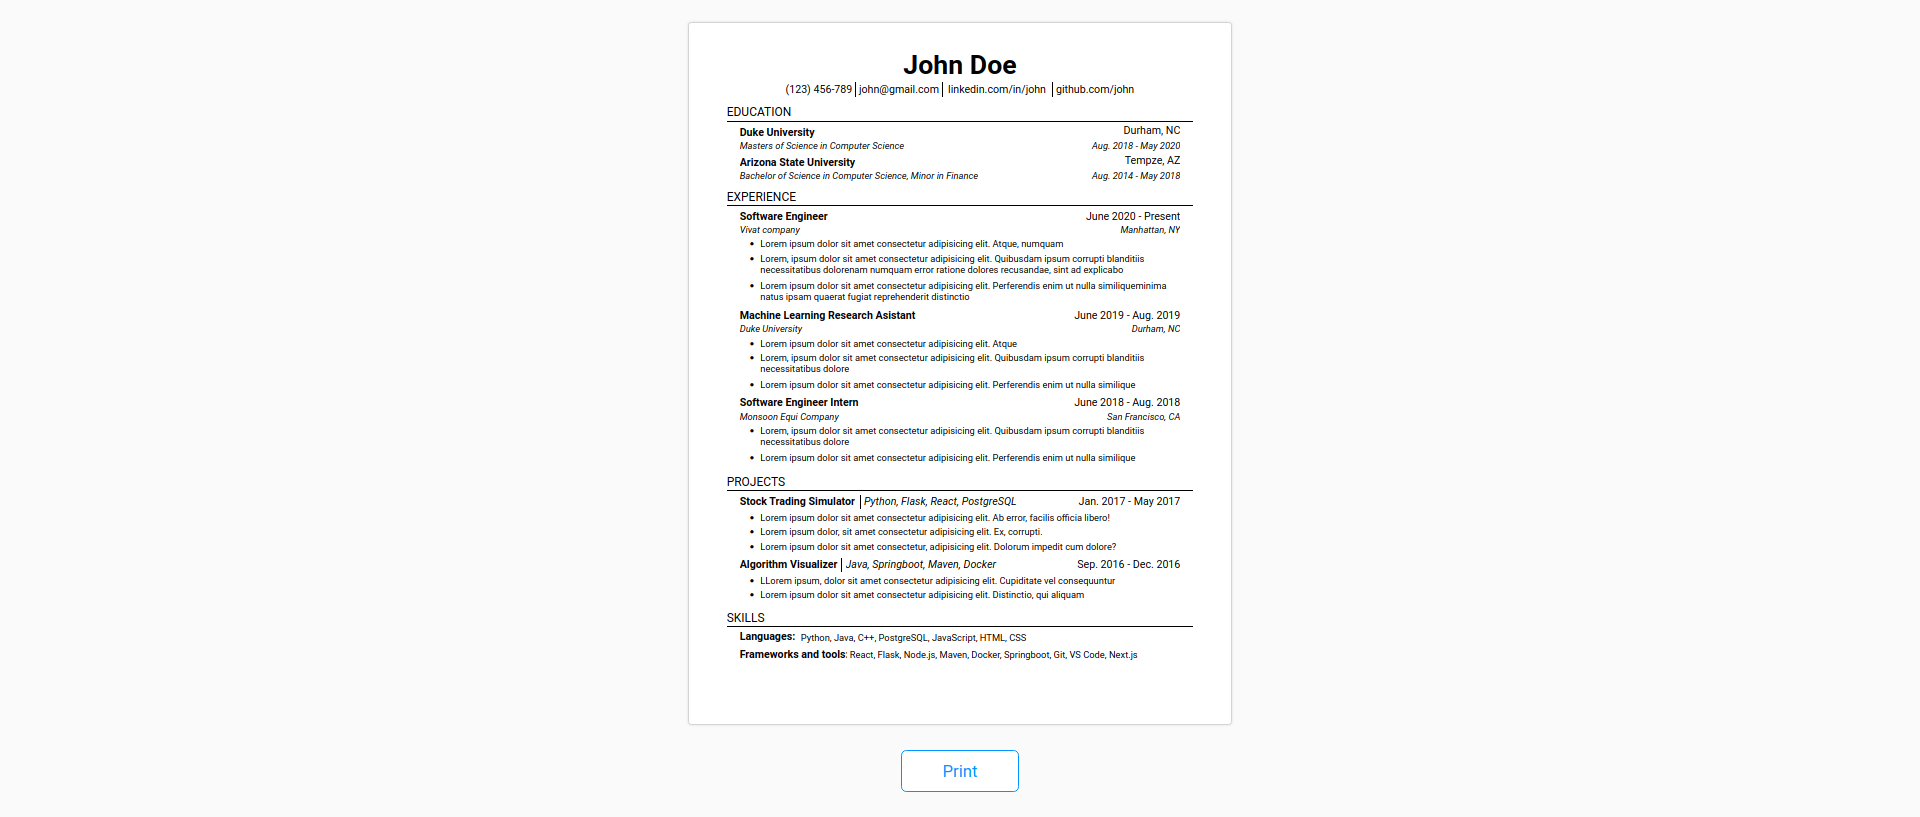 John Doe
(123) 456-789 | john@gmail.com | linkedin.com/in/john | github.com/john
EDUCATION
Duke University Durham, NC
Masters of Science in Computer Science Aug. 2018 - May 2020
Arizona State University Tempze, AZ
Bachelor of Science in Computer Science, Minor in Finance Aug. 2014 - May 2018
EXPERIENCE
Software Engineer June 2020 - Present
Vivat company Manhattan, NY
• Lorem ipsum dolor sit amet consectetur adipisicing elit. Atque, numquam
• Lorem, ipsum dolor sit amet consectetur adipisicing elit. Quibusdam ipsum corrupti blanditiis
necessitatibus dolorenam numquam error ratione dolores recusandae, sint ad explicabo
• Lorem ipsum dolor sit amet consectetur adipisicing elit. Perferendis enim ut nulla similiqueminima
natus ipsam quaerat fugiat reprehenderit distinctio
Machine Learning Research Asistant June 2019 - Aug. 2019
Duke University Durham, NC
• Lorem ipsum dolor sit amet consectetur adipisicing elit. Atque
• Lorem, ipsum dolor sit amet consectetur adipisicing elit. Quibusdam ipsum corrupti blanditiis
necessitatibus dolore
• Lorem ipsum dolor sit amet consectetur adipisicing elit. Perferendis enim ut nulla similique
Software Engineer Intern June 2018 - Aug. 2018
Monsoon Equi Company San Francisco, CA
• Lorem, ipsum dolor sit amet consectetur adipisicing elit. Quibusdam ipsum corrupti blanditiis
necessitatibus dolore
• Lorem ipsum dolor sit amet consectetur adipisicing elit. Perferendis enim ut nulla similique
PROJECTS
Stock Trading Simulator | Python, Flask, React, PostgreSQL Jan. 2017 - May 2017
• Lorem ipsum dolor sit amet consectetur adipisicing elit. Ab error, facilis officia libero!
• Lorem ipsum dolor, sit amet consectetur adipisicing elit. Ex, corrupti.
• Lorem ipsum dolor sit amet consectetur, adipisicing elit. Dolorum impedit cum dolore?
Algorithm Visualizer | Java, Springboot, Maven, Docker Sep. 2016 - Dec. 2016
• LLorem ipsum, dolor sit amet consectetur adipisicing elit. Cupiditate vel consequuntur
• Lorem ipsum dolor sit amet consectetur adipisicing elit. Distinctio, qui aliquam
SKILLS
Languages: Python, Java, C++, PostgreSQL, JavaScript, HTML, CSS
Frameworks and tools: React, Flask, Node.js, Maven, Docker, Springboot, Git, VS Code, Next.js
Print